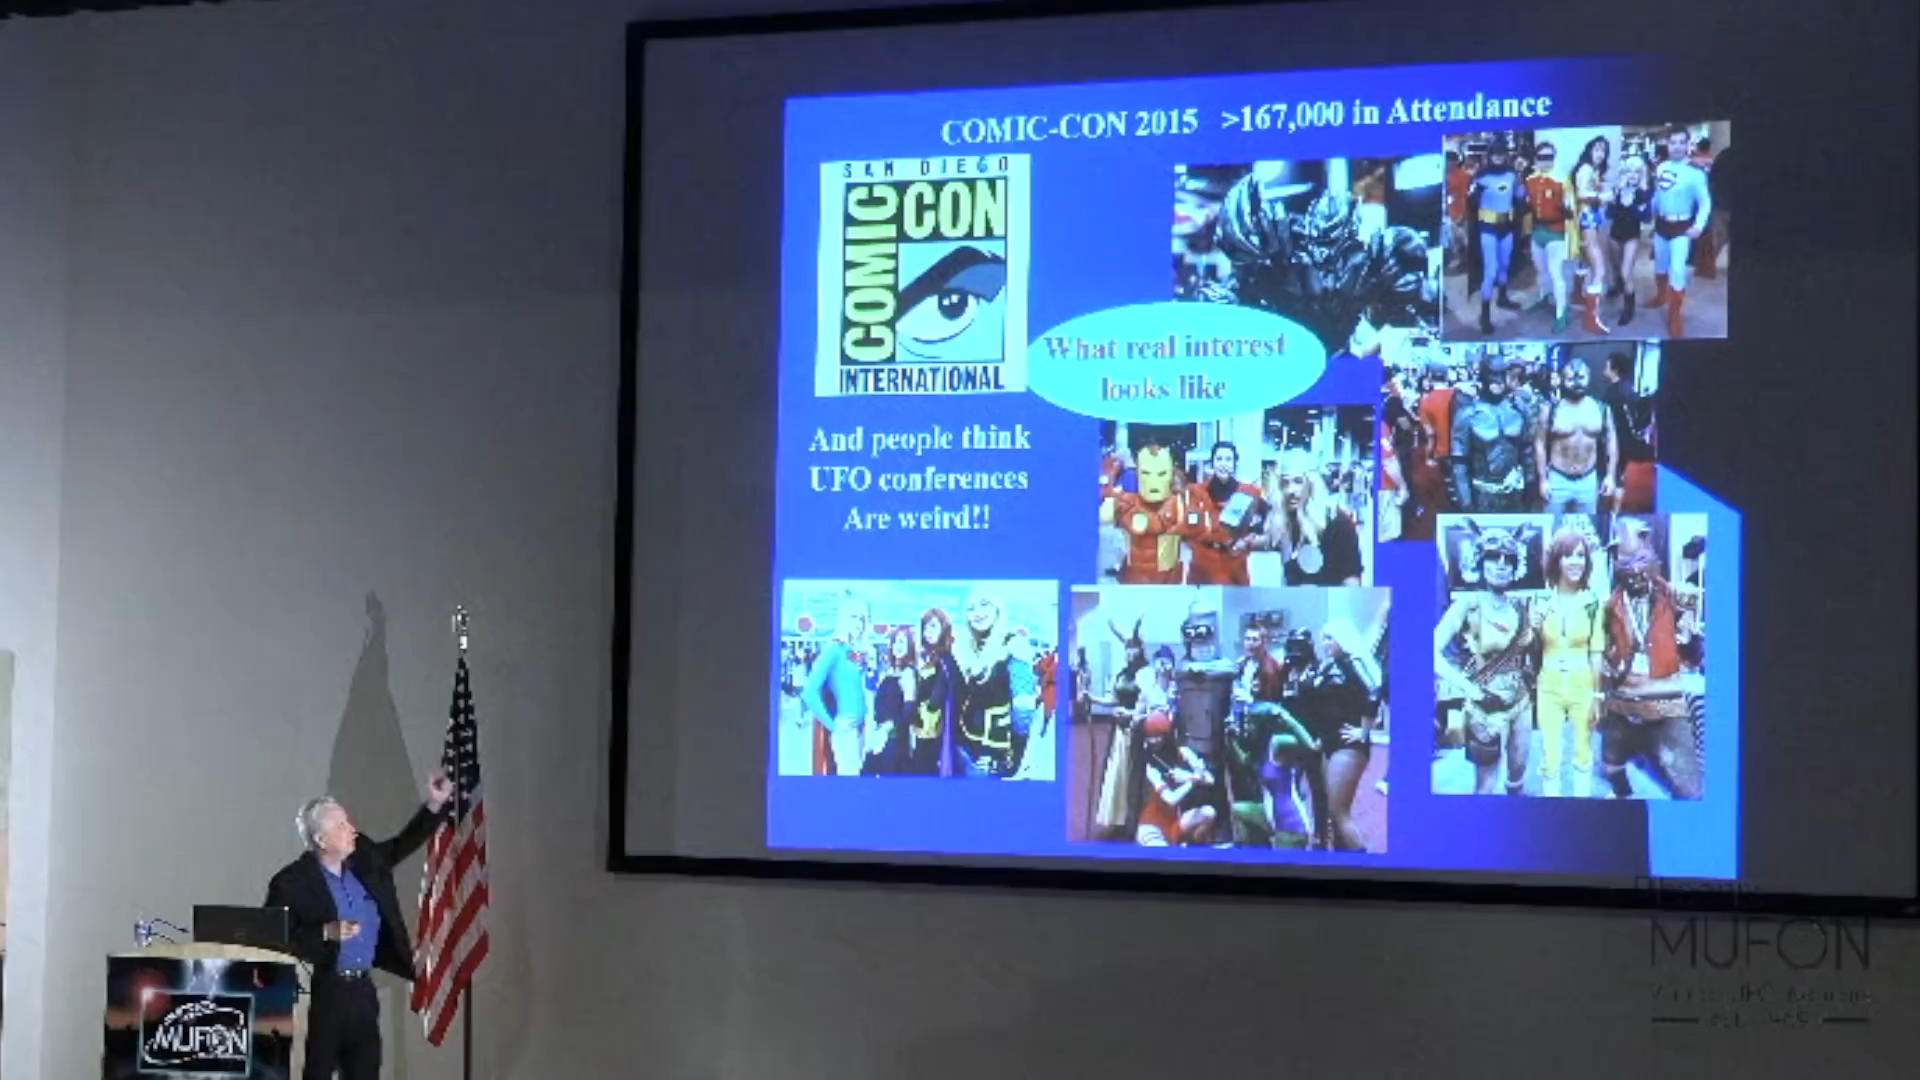 COMIC-CON 2015 >167,000 in Attendance
SAN DIEGO
COMIC
CON
INTERNATIONAL
What real interest
looks like
And people think
UFO conferences
Are weird!!
MUFON
MUFON